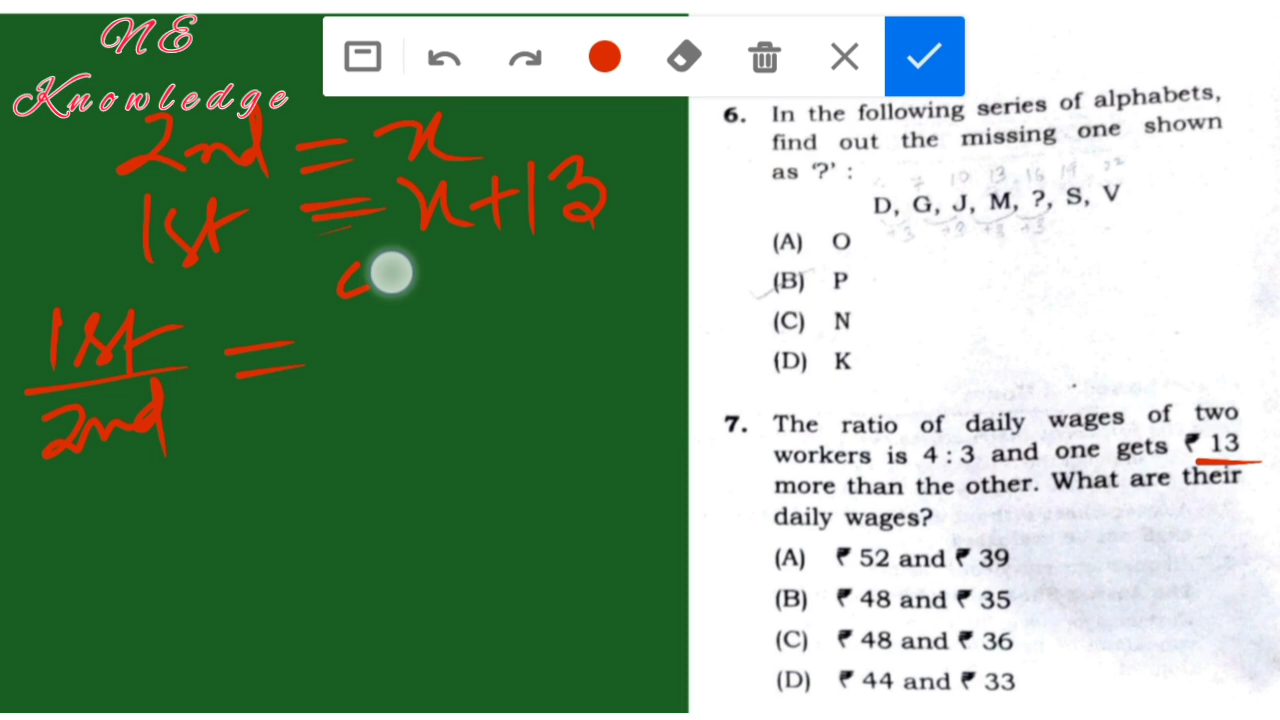 NE
Knowledge
2nd = x
1st = x+13
1st
2nd
=
6. In the following series of alphabets,
find out the missing one shown
as '?' :
7 10 13 16 19 22
D, G, J, M, ?, S, V
+3 +3 +3 +3
(A) O
(B) P
(C) N
(D) K
7. The ratio of daily wages of two
workers is 4 : 3 and one gets ₹ 13
more than the other. What are their
daily wages?
(A) ₹ 52 and ₹ 39
(B) ₹ 48 and ₹ 35
(C) ₹ 48 and ₹ 36
(D) ₹ 44 and ₹ 33